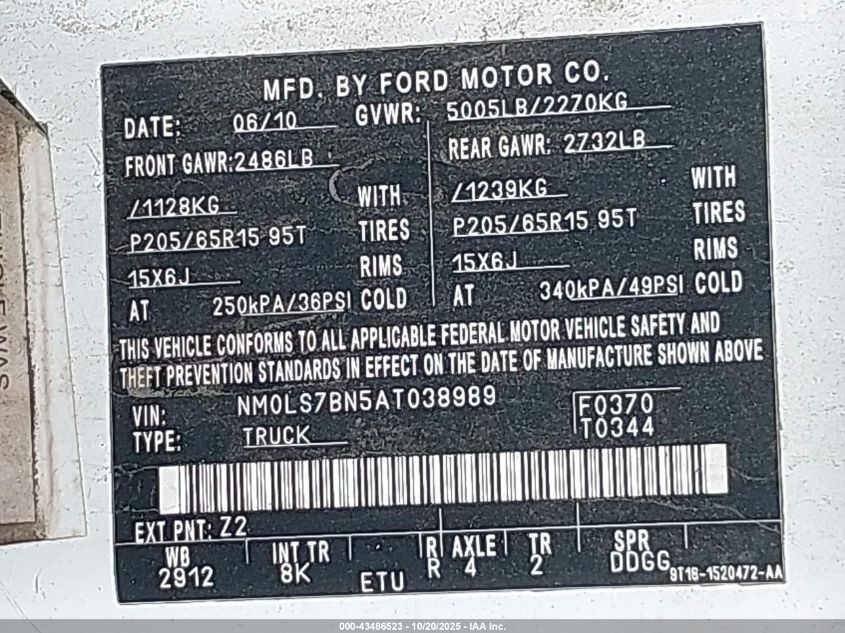 MFD. BY FORD MOTOR CO.
DATE: 06/10 GVWR: 5005LB/2270KG
FRONT GAWR:2486LB REAR GAWR: 2732LB
/1128KG WITH /1239KG WITH
P205/65R15 95T TIRES P205/65R15 95T TIRES
15X6J RIMS 15X6J RIMS
AT 250kPA/36PSI COLD AT 340kPA/49PSI COLD
THIS VEHICLE CONFORMS TO ALL APPLICABLE FEDERAL MOTOR VEHICLE SAFETY AND
THEFT PREVENTION STANDARDS IN EFFECT ON THE DATE OF MANUFACTURE SHOWN ABOVE
VIN: NM0LS7BN5AT038989 F0370
TYPE: TRUCK T0344
EXT PNT: Z2
WB INT TR R AXLE TR SPR
2912 8K ETU R 4 2 DDGG 9T16-1520472-AA
000-43486523 - 10/20/2025 - IAA Inc.